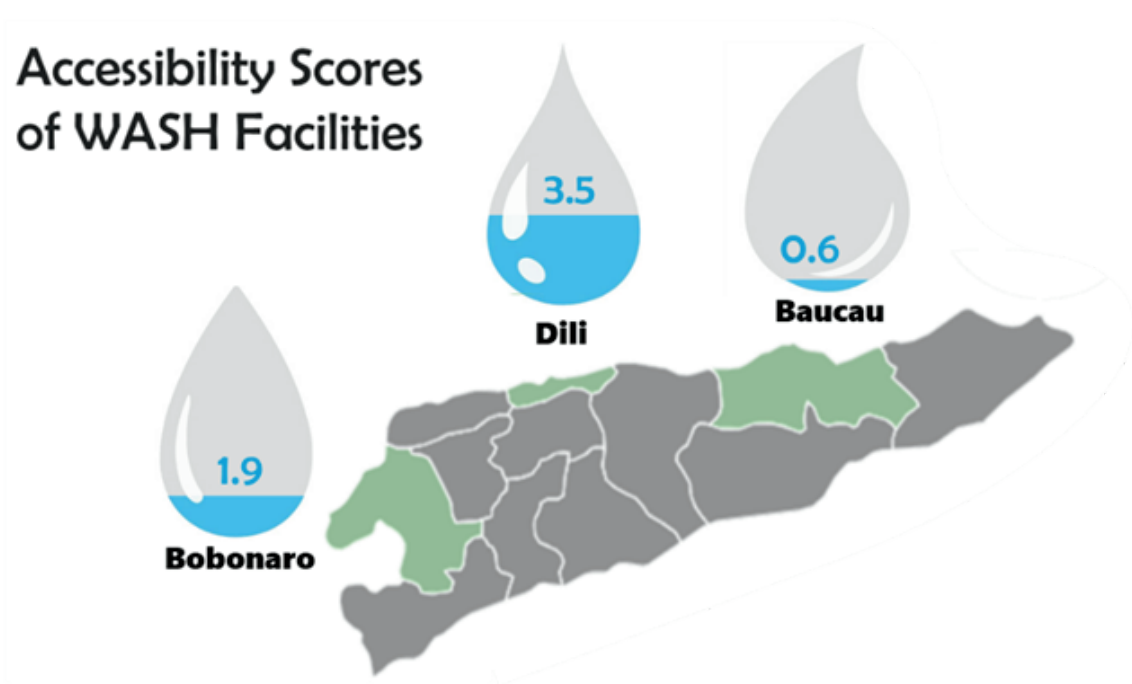 Accessibility Scores
of WASH Facilities
3.5
Dili
0.6
Baucau
1.9
Bobonaro